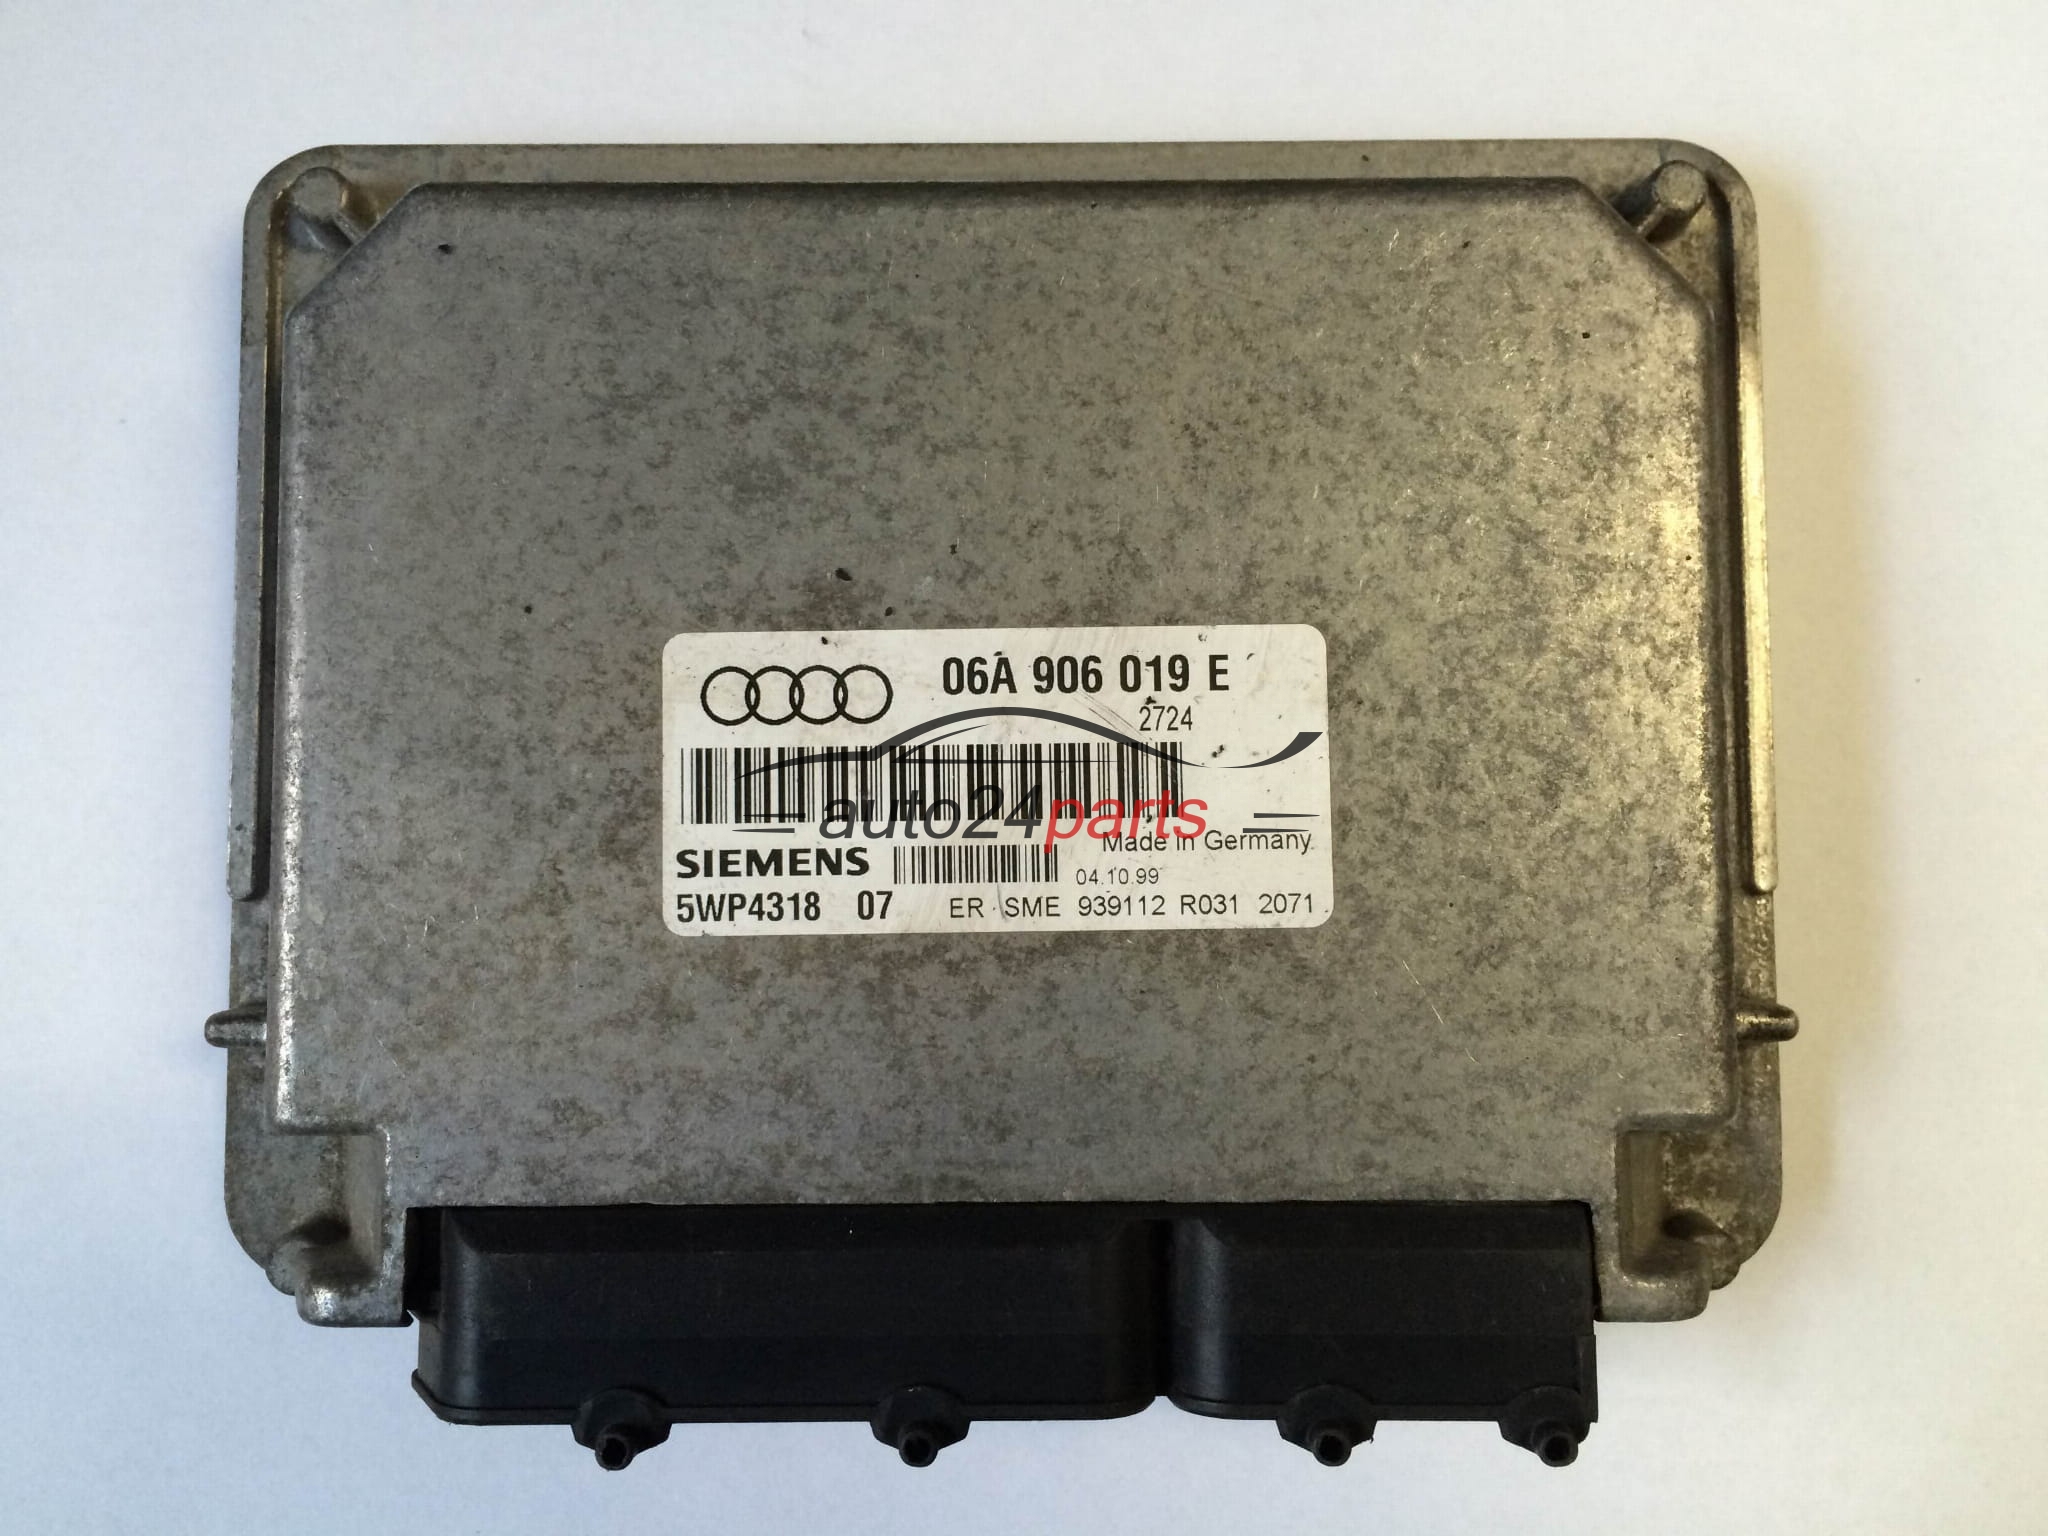 06A 906 019 E
2724
auto24parts
Made in Germany
SIEMENS
04.10.99
5WP4318 07 ER SME 939112 R031 2071